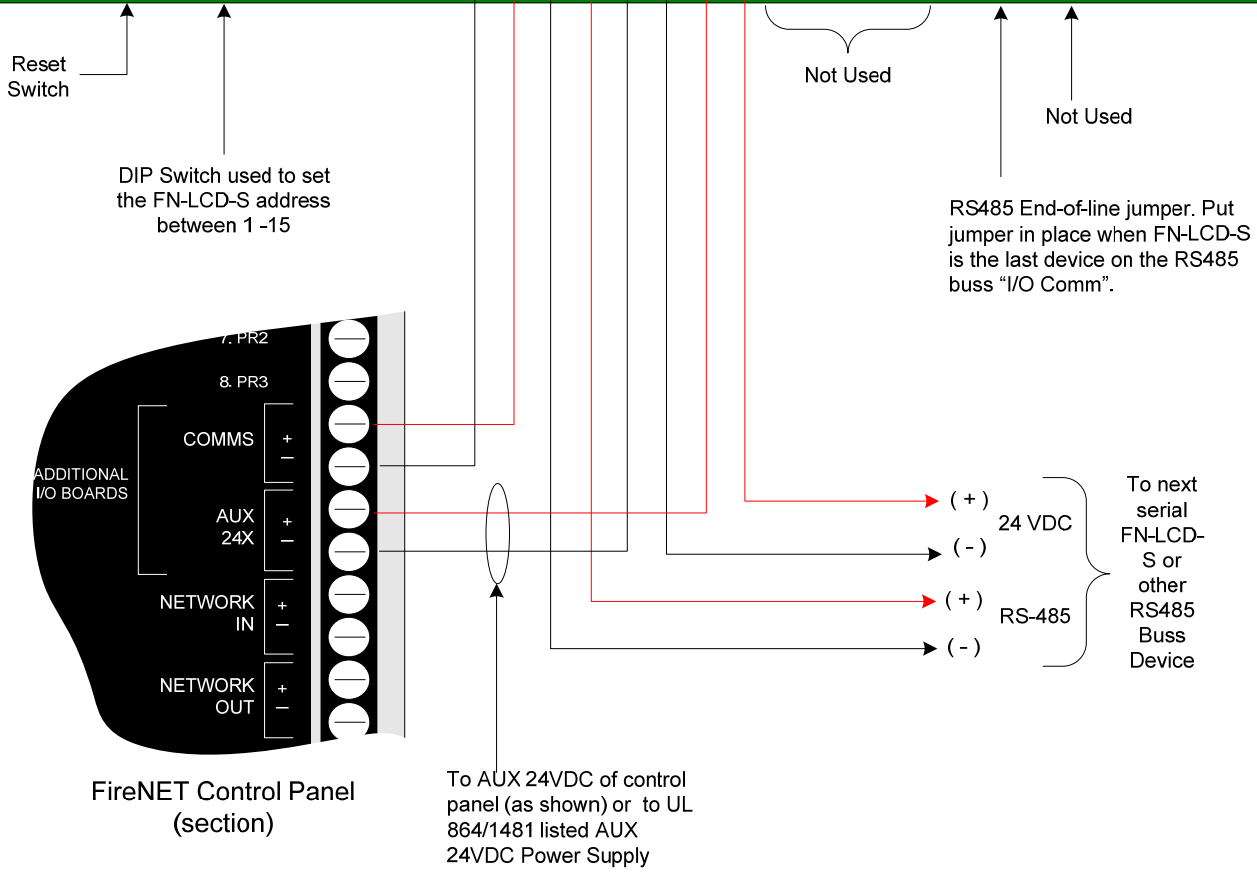 Reset
Switch
DIP Switch used to set
the FN-LCD-S address
between 1 -15
Not Used
Not Used
RS485 End-of-line jumper. Put
jumper in place when FN-LCD-S
is the last device on the RS485
buss “I/O Comm”.
7. PR2
8. PR3
COMMS
+
–
ADDITIONAL
I/O BOARDS
AUX
24X
+
–
NETWORK
IN
+
–
NETWORK
OUT
+
–
FireNET Control Panel
(section)
To AUX 24VDC of control
panel (as shown) or to UL
864/1481 listed AUX
24VDC Power Supply
(+)
24 VDC
(-)
(+)
RS-485
(-)
To next
serial
FN-LCD-
S or
other
RS485
Buss
Device